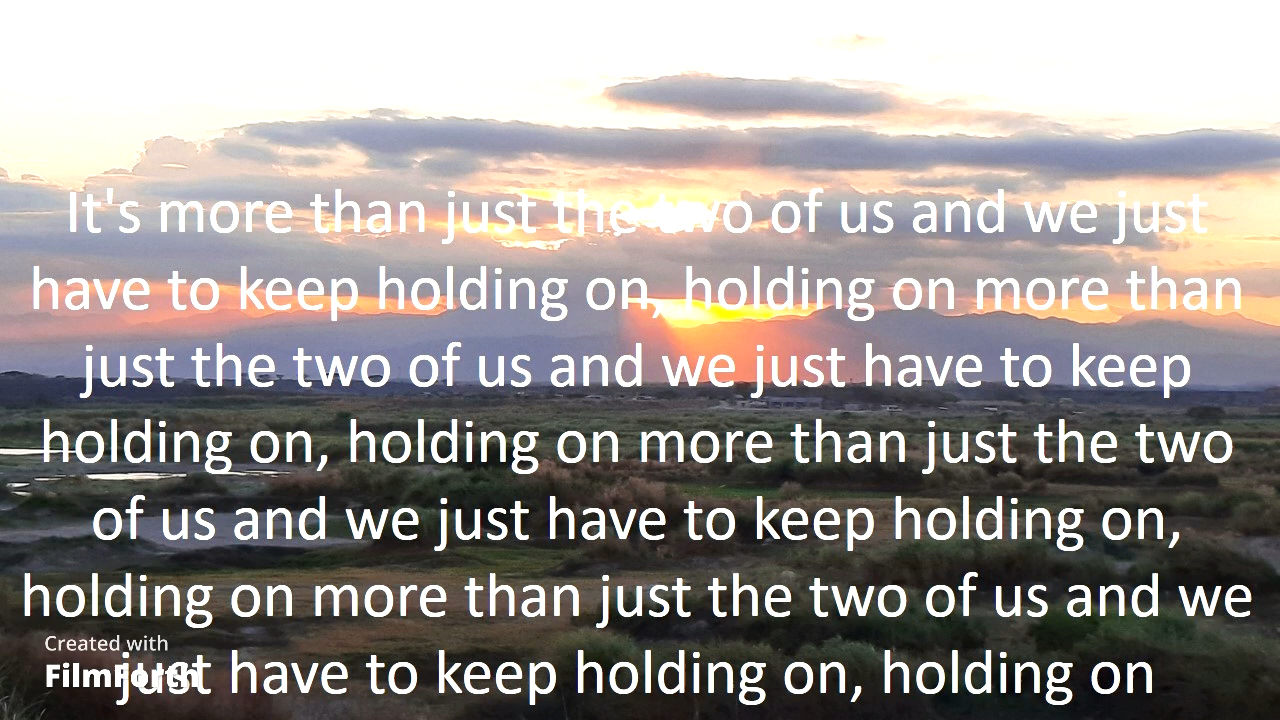 It's more than just the two of us and we just
have to keep holding on, holding on more than
just the two of us and we just have to keep
holding on, holding on more than just the two
of us and we just have to keep holding on,
holding on more than just the two of us and we
Created with
FilmForth
just have to keep holding on, holding on